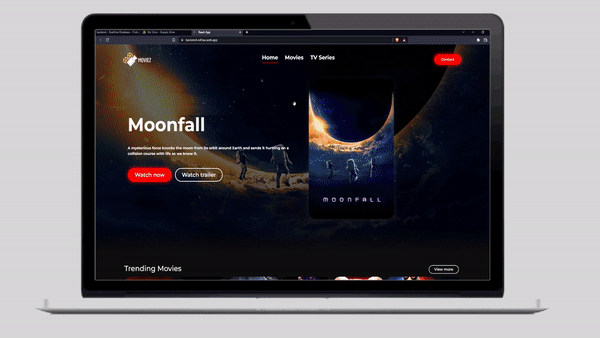 React App
MOVIEZ
Home
Movies
TV Series
Contact
Moonfall
A mysterious force knocks the moon from its orbit around Earth and sends it hurtling on a
collision course with life as we know it.
Watch now
Watch trailer
MOONFALL
Trending Movies
View more